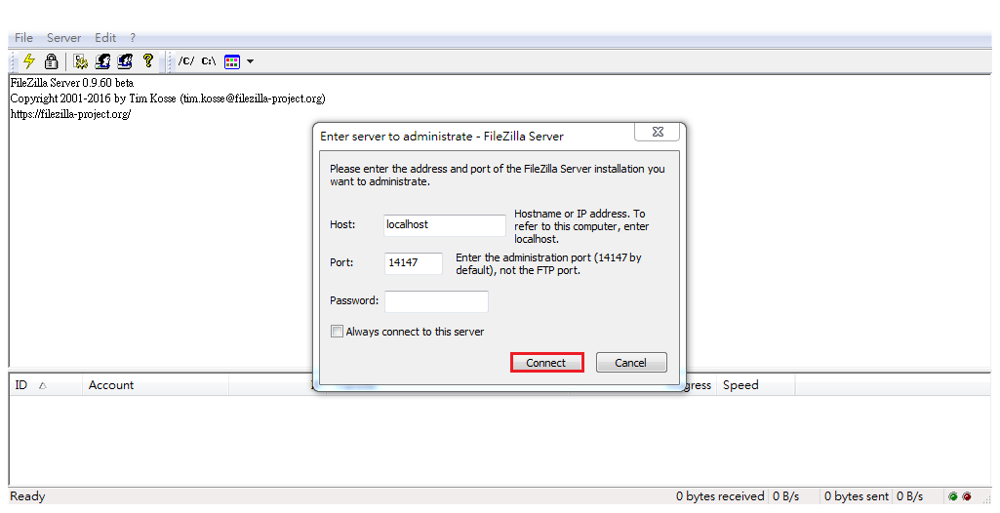 File Server Edit ?
/C/ C:\
FileZilla Server 0.9.60 beta
Copyright 2001-2016 by Tim Kosse (tim.kosse@filezilla-project.org)
https://filezilla-project.org/
Enter server to administrate - FileZilla Server
Please enter the address and port of the FileZilla Server installation you
want to administrate.
Host: localhost
Hostname or IP address. To
refer to this computer, enter
localhost.
Port: 14147
Enter the administration port (14147 by
default), not the FTP port.
Password:
Always connect to this server
Connect Cancel
ID Account gress Speed
Ready 0 bytes received 0 B/s 0 bytes sent 0 B/s